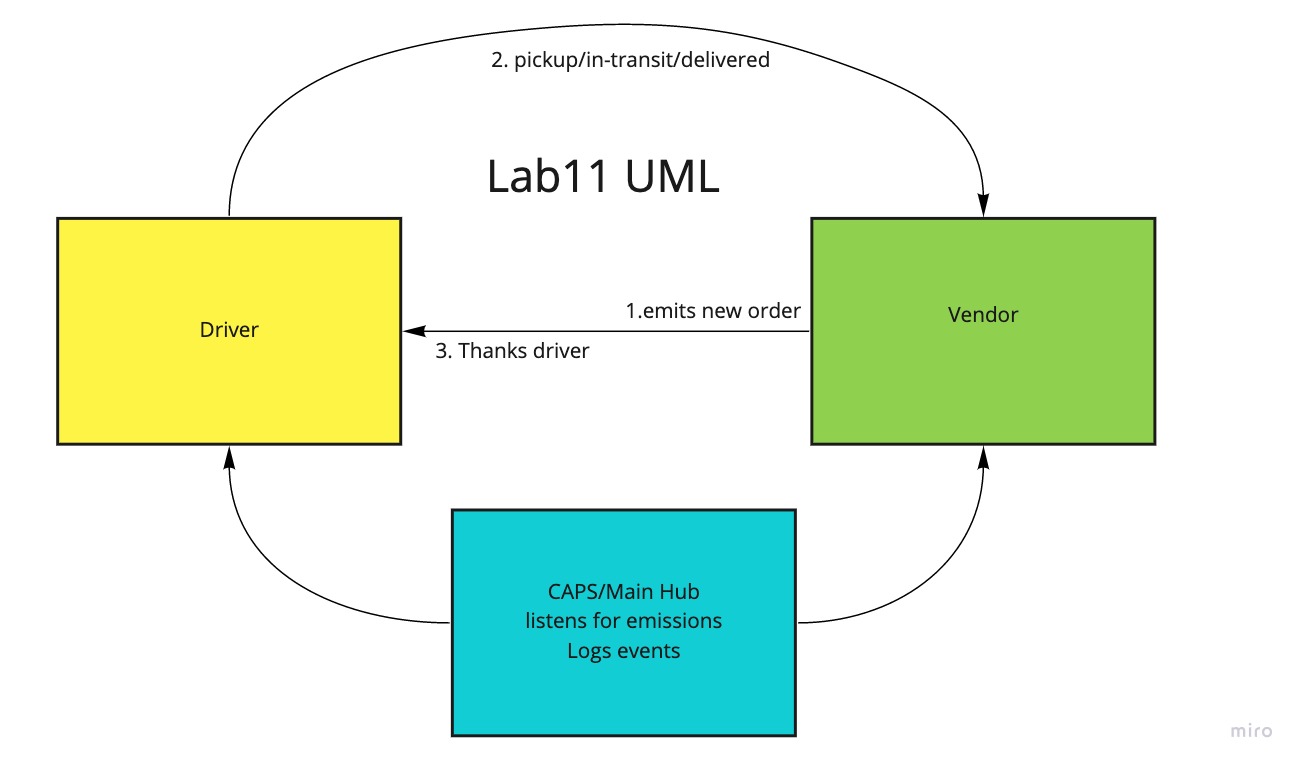 2. pickup/in-transit/delivered
Lab11 UML
1.emits new order
Driver
Vendor
3. Thanks driver
CAPS/Main Hub
listens for emissions
Logs events
miro